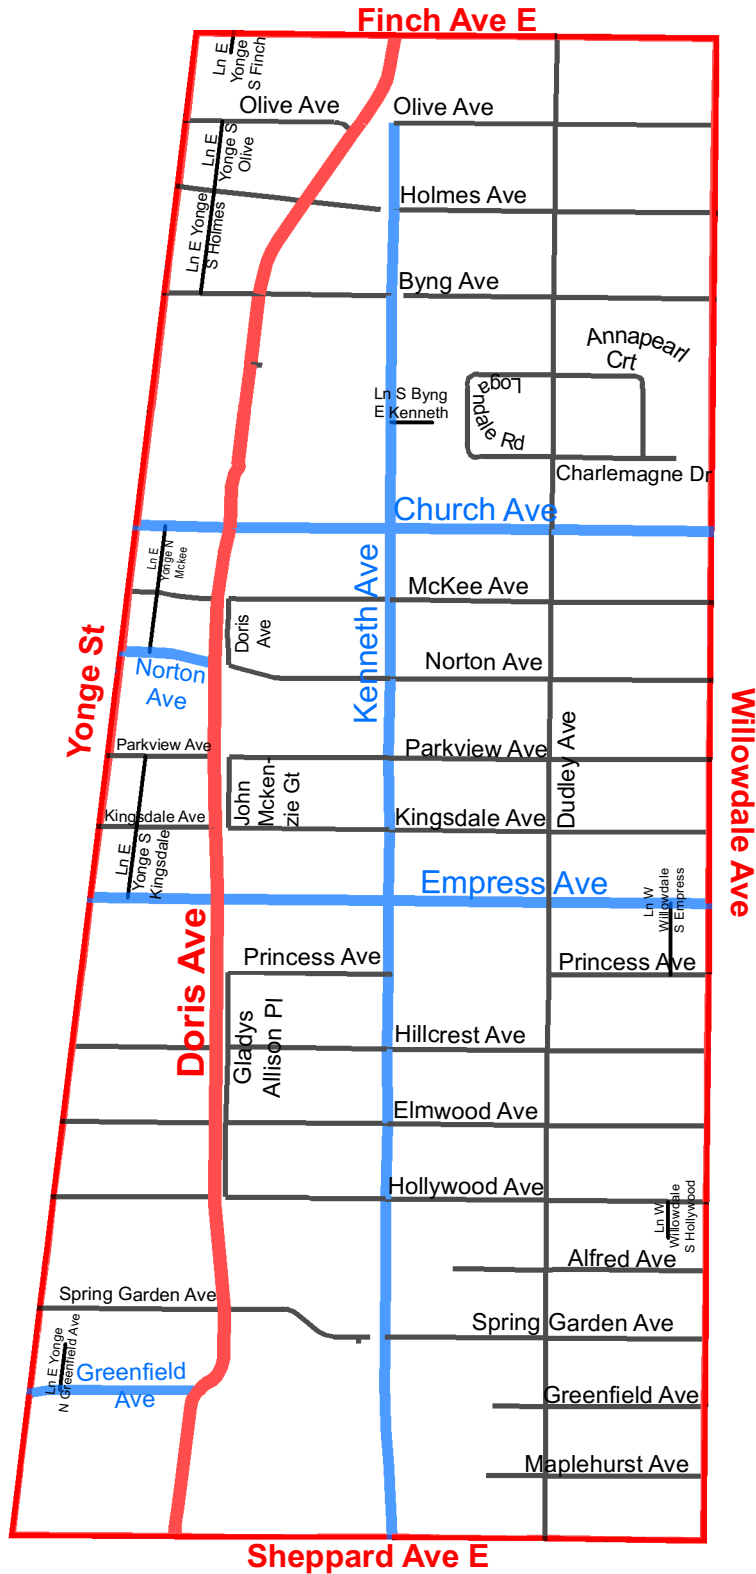 Finch Ave E
Ln E
Yonge
S Finch
Olive Ave
Olive Ave
Ln E
Yonge S
Olive
Holmes Ave
Ln E Yonge
S Holmes
Byng Ave
Annapearl
Crt
Loga
ndale Rd
Ln S Byng
E Kenneth
Charlemagne Dr
Church Ave
Ln E
Yonge N
Mckee
McKee Ave
Doris
Ave
Kenneth Ave
Norton Ave
Norton
Ave
Yonge St
Willowdale Ave
Dudley Ave
Parkview Ave
Parkview Ave
John
Mcken-
zie Gt
Kingsdale Ave
Kingsdale Ave
Ln E
Yonge S
Kingsdale
Empress Ave
Ln W
Willowdale
S Empress
Doris Ave
Princess Ave
Princess Ave
Gladys
Allison Pl
Hillcrest Ave
Elmwood Ave
Hollywood Ave
Ln W
Willowdale
S Hollywood
Alfred Ave
Spring Garden Ave
Spring Garden Ave
Ln E Yonge
N Greenfield Ave
Greenfield
Ave
Greenfield Ave
Maplehurst Ave
Sheppard Ave E